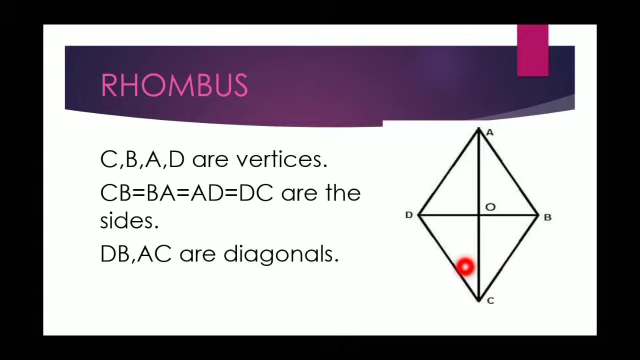 RHOMBUS
C,B,A,D are vertices.
CB=BA=AD=DC are the
sides.
DB,AC are diagonals.
A
D
O
B
C